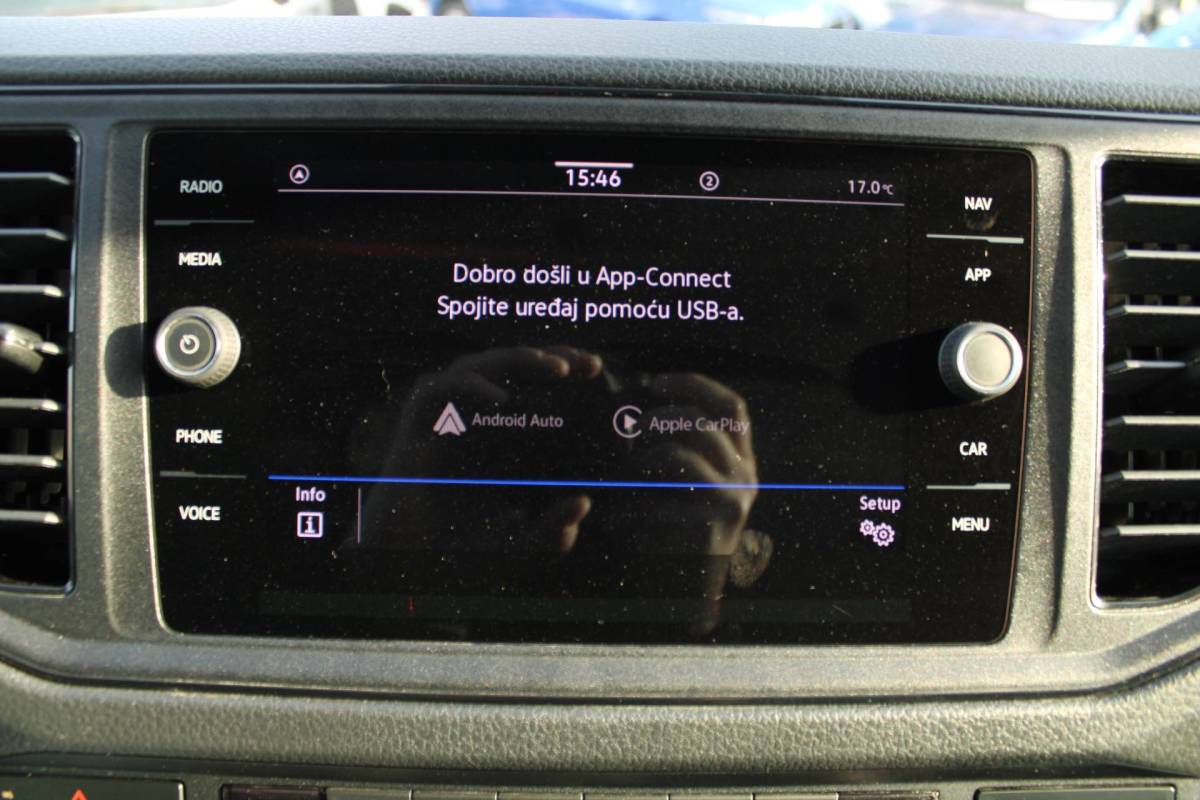 RADIO
15:46
2
17.0°C
NAV
MEDIA
APP
Dobro došli u App-Connect
Spojite uređaj pomoću USB-a.
Android Auto
Apple CarPlay
PHONE
CAR
Info
Setup
VOICE
MENU